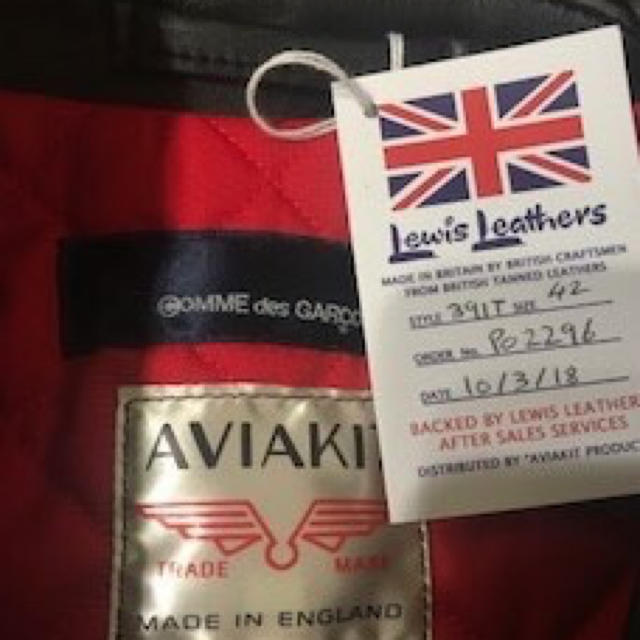 Lewis Leathers
MADE IN BRITAIN BY BRITISH CRAFTSMEN
FROM BRITISH TANNED LEATHERS
STYLE 391T SIZE 42
ORDER No. Po2296
DATE 10/3/18
BACKED BY LEWIS LEATHER
AFTER SALES SERVICES
DISTRIBUTED BY "AVIAKIT PRODUC
COMME des GARÇO
AVIAKIT
TRADE MARK
MADE IN ENGLAND